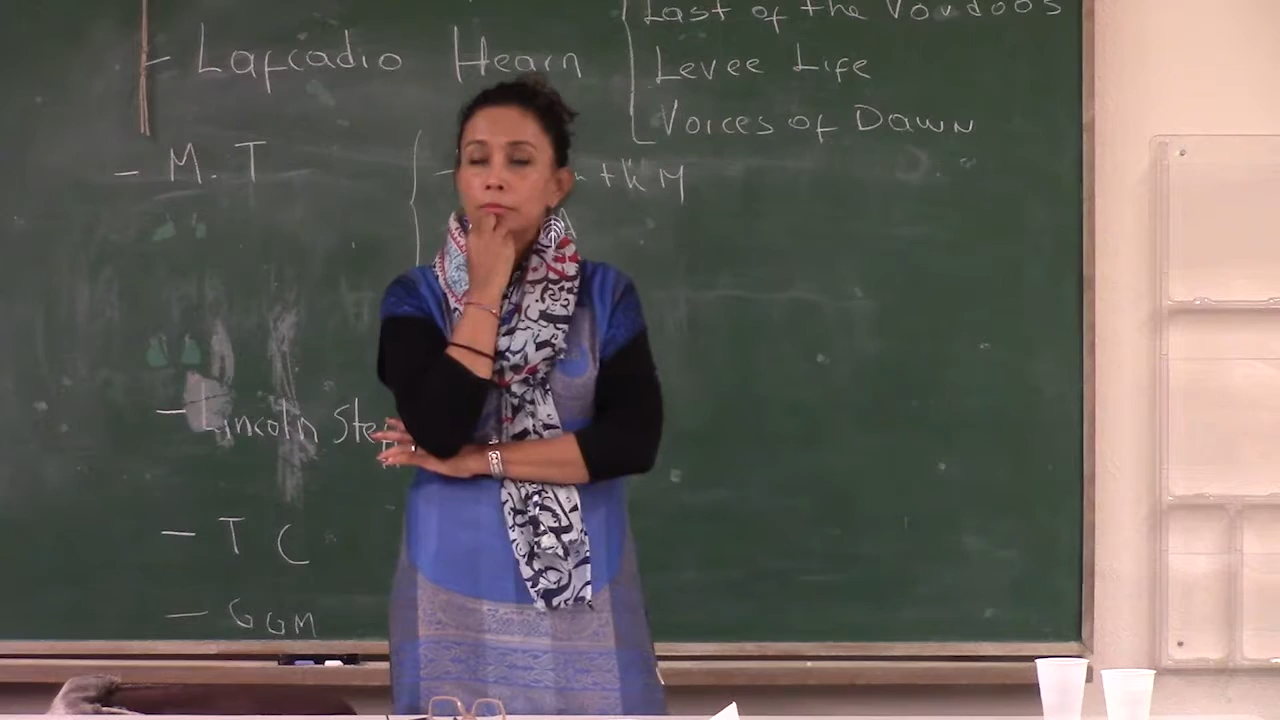 Last of the Voudoos
- Lafcadio Hearn
Levee Life
Voices of Dawn
- M. T
- Lincoln Ste
- T C
- G G M